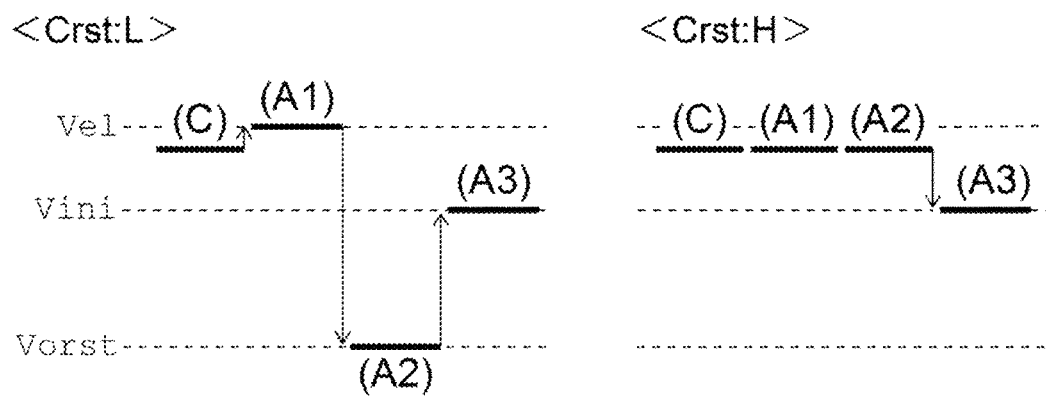 <Crst:L>
<Crst:H>
Vel (C) (A1)
(C) (A1) (A2)
Vini (A3)
(A3)
Vorst
(A2)